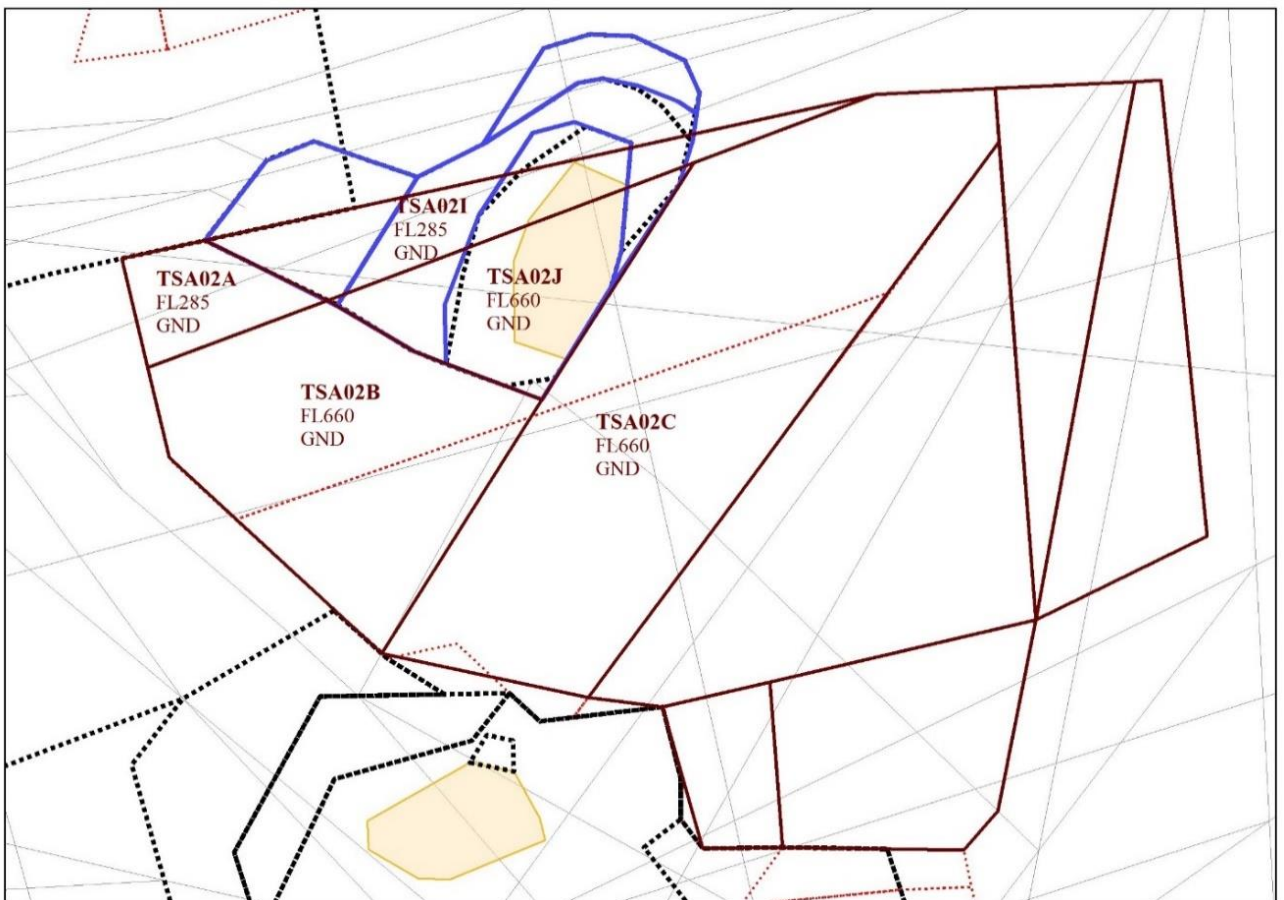 TSA02I
FL285
GND
TSA02A
FL285
GND
TSA02J
FL660
GND
TSA02B
FL660
GND
TSA02C
FL660
GND